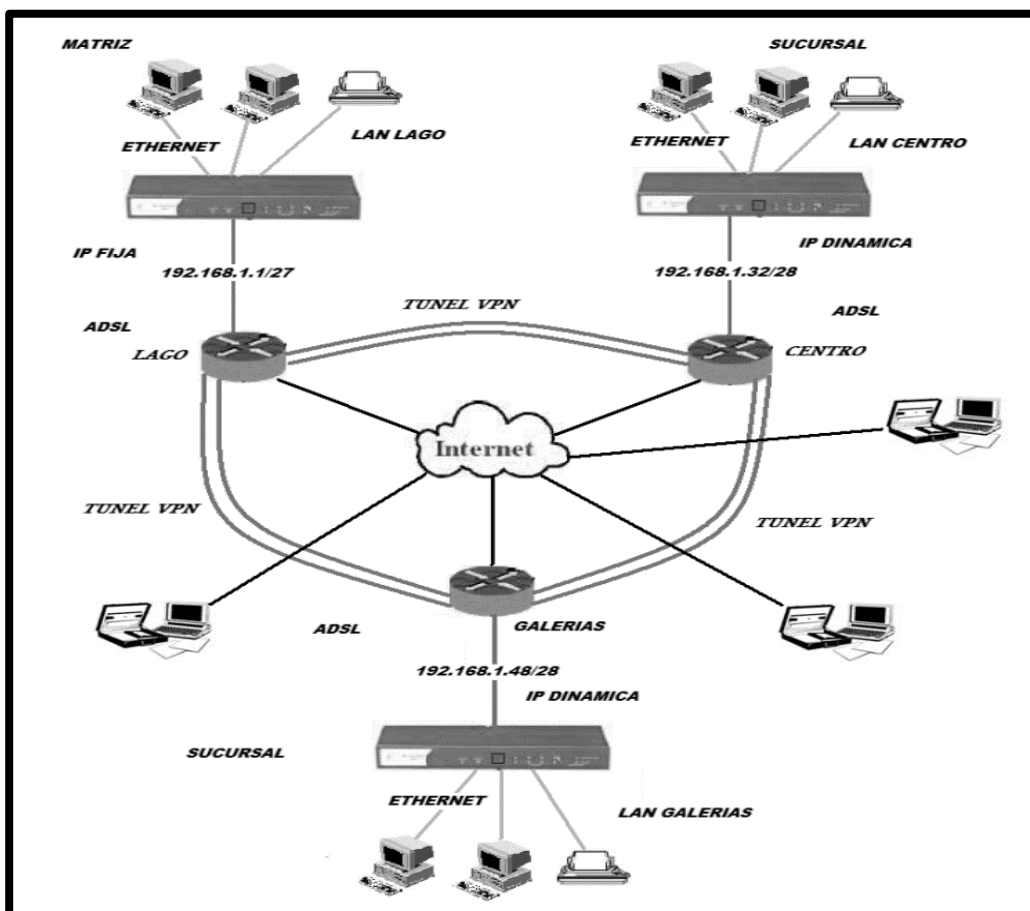 MATRIZ
SUCURSAL
ETHERNET
LAN LAGO
ETHERNET
LAN CENTRO
IP FIJA
192.168.1.1/27
IP DINAMICA
192.168.1.32/28
TUNEL VPN
ADSL
LAGO
ADSL
CENTRO
Internet
TUNEL VPN
TUNEL VPN
ADSL
GALERIAS
192.168.1.48/28
IP DINAMICA
SUCURSAL
ETHERNET
LAN GALERIAS